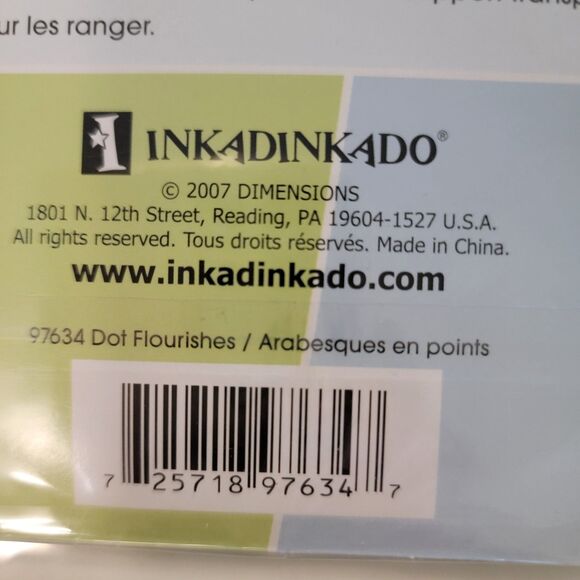 ur les ranger.
INKADINKADO®
© 2007 DIMENSIONS
1801 N. 12th Street, Reading, PA 19604-1527 U.S.A.
All rights reserved. Tous droits réservés. Made in China.
www.inkadinkado.com
97634 Dot Flourishes / Arabesques en points
7 25718 97634 7